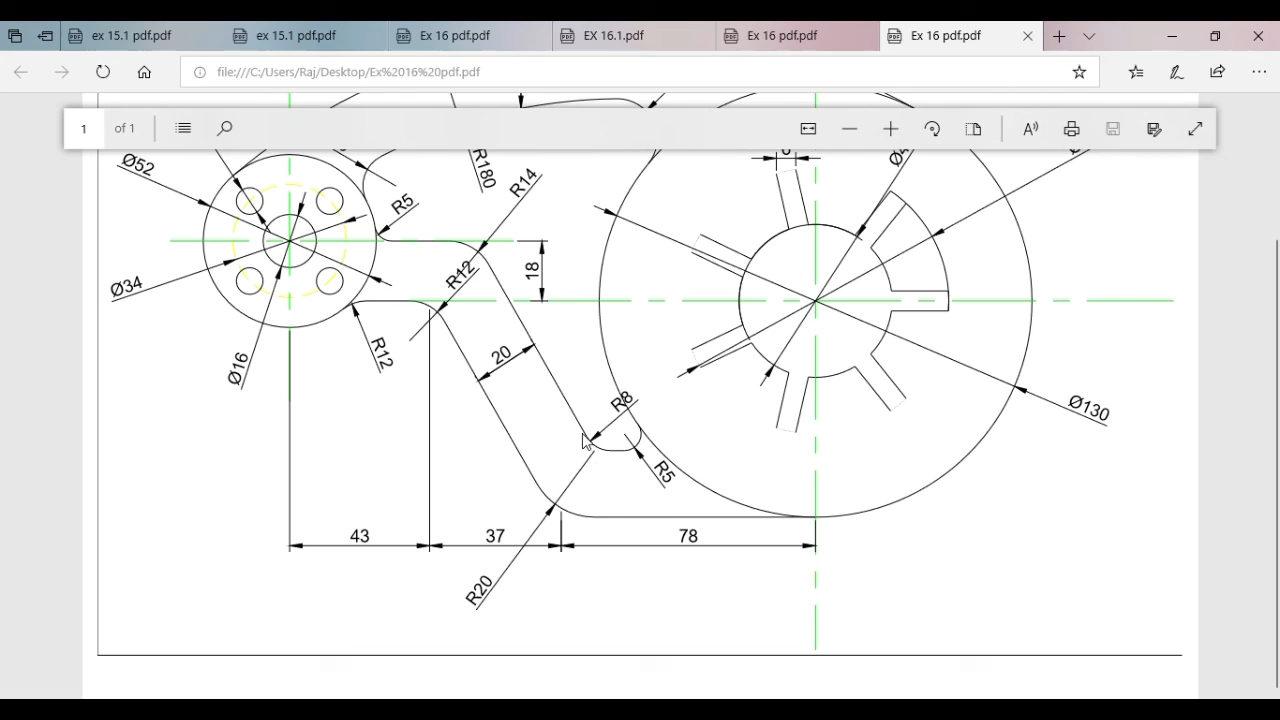 ex 15.1 pdf.pdf
ex 15.1 pdf.pdf
Ex 16 pdf.pdf
EX 16.1.pdf
Ex 16 pdf.pdf
Ex 16 pdf.pdf
file:///C:/Users/Raj/Desktop/Ex%2016%20pdf.pdf
1 of 1
Ø52
R180
R14
R5
Ø34
18
R12
R12
Ø16
20
R8
Ø130
R5
43
37
78
R20